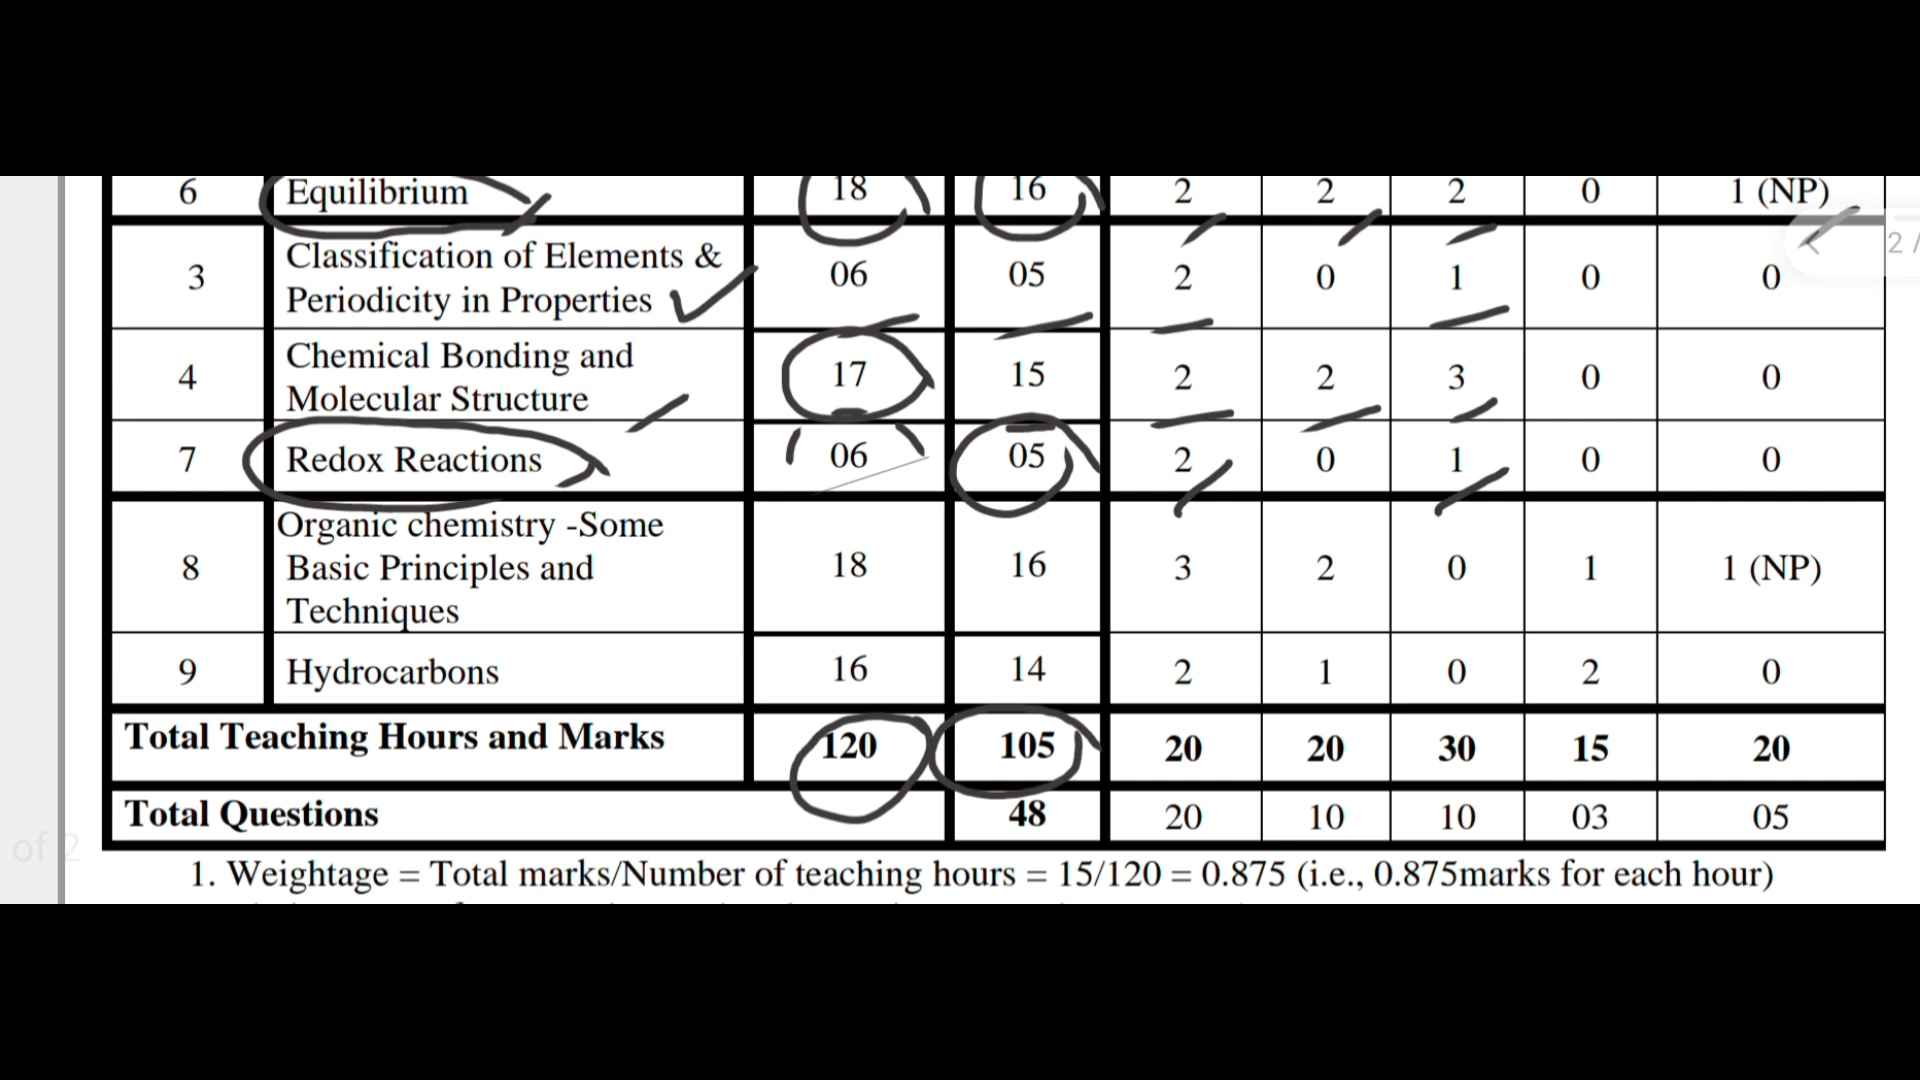 6 Equilibrium 18 16 2 2 2 0 1 (NP)
3 Classification of Elements & Periodicity in Properties 06 05 2 0 1 0 0
4 Chemical Bonding and Molecular Structure 17 15 2 2 3 0 0
7 Redox Reactions 06 05 2 0 1 0 0
8 Organic chemistry -Some Basic Principles and Techniques 18 16 3 2 0 1 1 (NP)
9 Hydrocarbons 16 14 2 1 0 2 0
Total Teaching Hours and Marks 120 105 20 20 30 15 20
Total Questions 48 20 10 10 03 05
1. Weightage = Total marks/Number of teaching hours = 15/120 = 0.875 (i.e., 0.875marks for each hour)
2 /
of 2